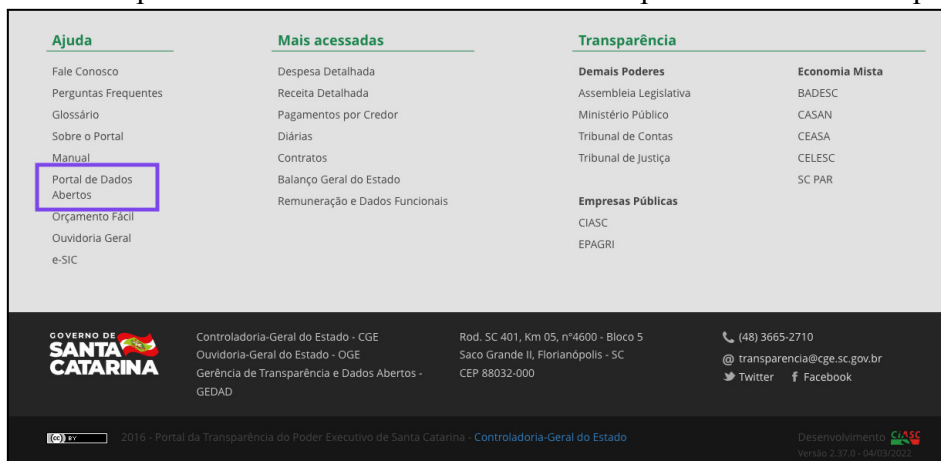 Ajuda
Fale Conosco
Perguntas Frequentes
Glossário
Sobre o Portal
Manual
Portal de Dados
Abertos
Orçamento Fácil
Ouvidoria Geral
e-SIC
Mais acessadas
Despesa Detalhada
Receita Detalhada
Pagamentos por Credor
Diárias
Contratos
Balanço Geral do Estado
Remuneração e Dados Funcionais
Transparência
Demais Poderes
Assembleia Legislativa
Ministério Público
Tribunal de Contas
Tribunal de Justiça
Empresas Públicas
CIASC
EPAGRI
Economia Mista
BADESC
CASAN
CEASA
CELESC
SC PAR
GOVERNO DE
SANTA
CATARINA
Controladoria-Geral do Estado - CGE
Ouvidoria-Geral do Estado - OGE
Gerência de Transparência e Dados Abertos -
GEDAD
Rod. SC 401, Km 05, nº4600 - Bloco 5
Saco Grande II, Florianópolis - SC
CEP 88032-000
(48) 3665-2710
@ transparencia@cge.sc.gov.br
Twitter f Facebook
(cc) BY 2016 - Portal da Transparência do Poder Executivo de Santa Catarina - Controladoria-Geral do Estado
Desenvolvimento CIASC
Versão 2.37.0 - 04/03/2022